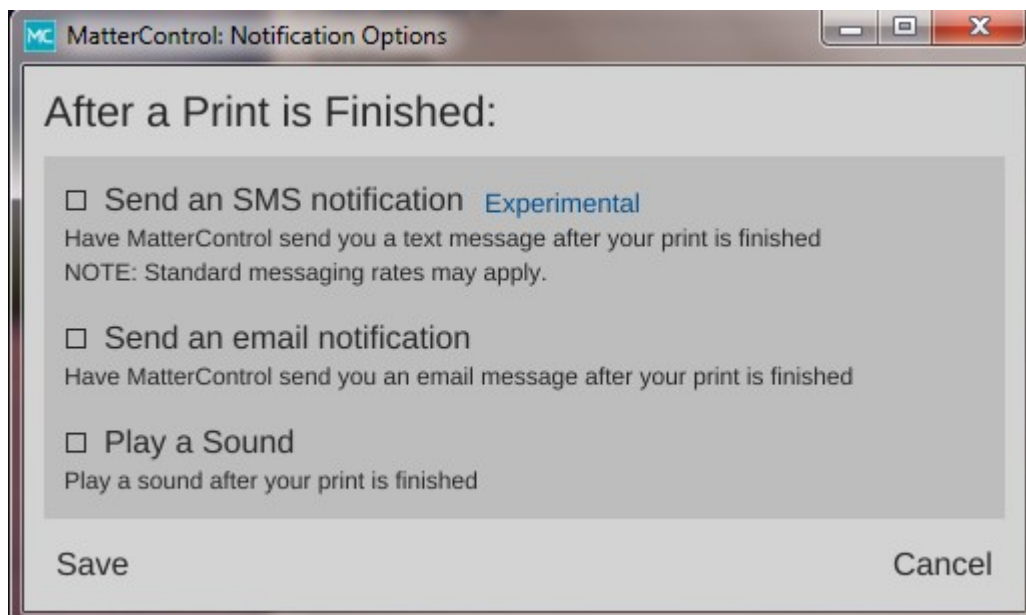 MC MatterControl: Notification Options
After a Print is Finished:
Send an SMS notification Experimental
Have MatterControl send you a text message after your print is finished
NOTE: Standard messaging rates may apply.
Send an email notification
Have MatterControl send you an email message after your print is finished
Play a Sound
Play a sound after your print is finished
Save Cancel